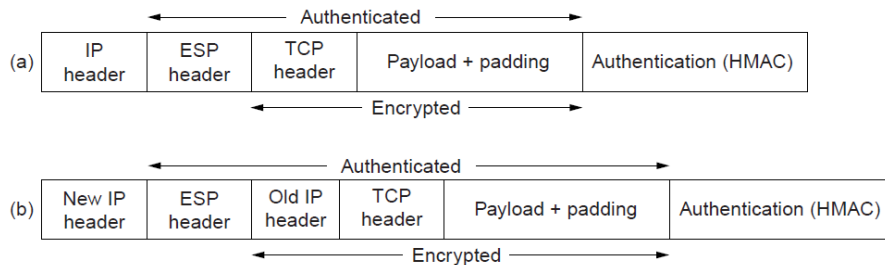 Authenticated
(a) IP header ESP header TCP header Payload + padding Authentication (HMAC)
Encrypted
Authenticated
(b) New IP header ESP header Old IP header TCP header Payload + padding Authentication (HMAC)
Encrypted